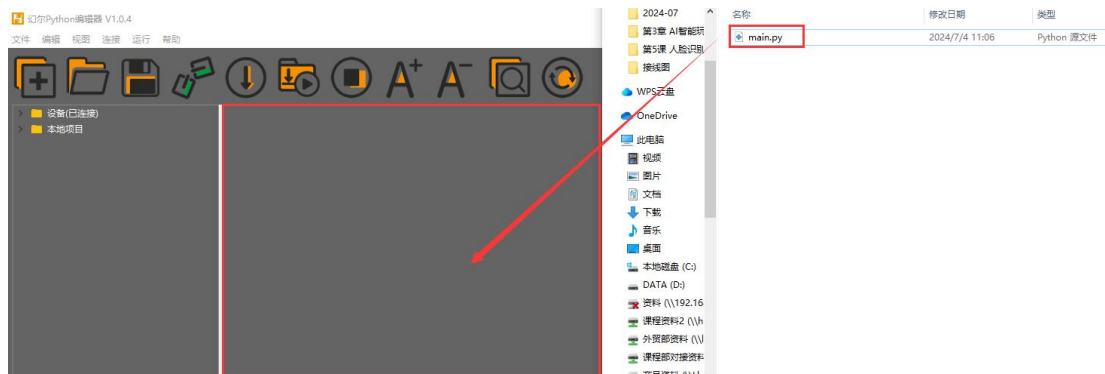 幻尔Python编辑器 V1.0.4
文件 编辑 视图 连接 运行 帮助
设备(已连接)
本地项目
2024-07
第3章 AI智能玩
第5课 人脸识别
接线图
WPS云盘
OneDrive
此电脑
视频
图片
文档
下载
音乐
桌面
本地磁盘 (C:)
DATA (D:)
资料 (\\192.16
课程资料2 (\\h
外贸部资料 (\\l
课程部对接资料
名称 修改日期 类型
main.py 2024/7/4 11:06 Python 源文件